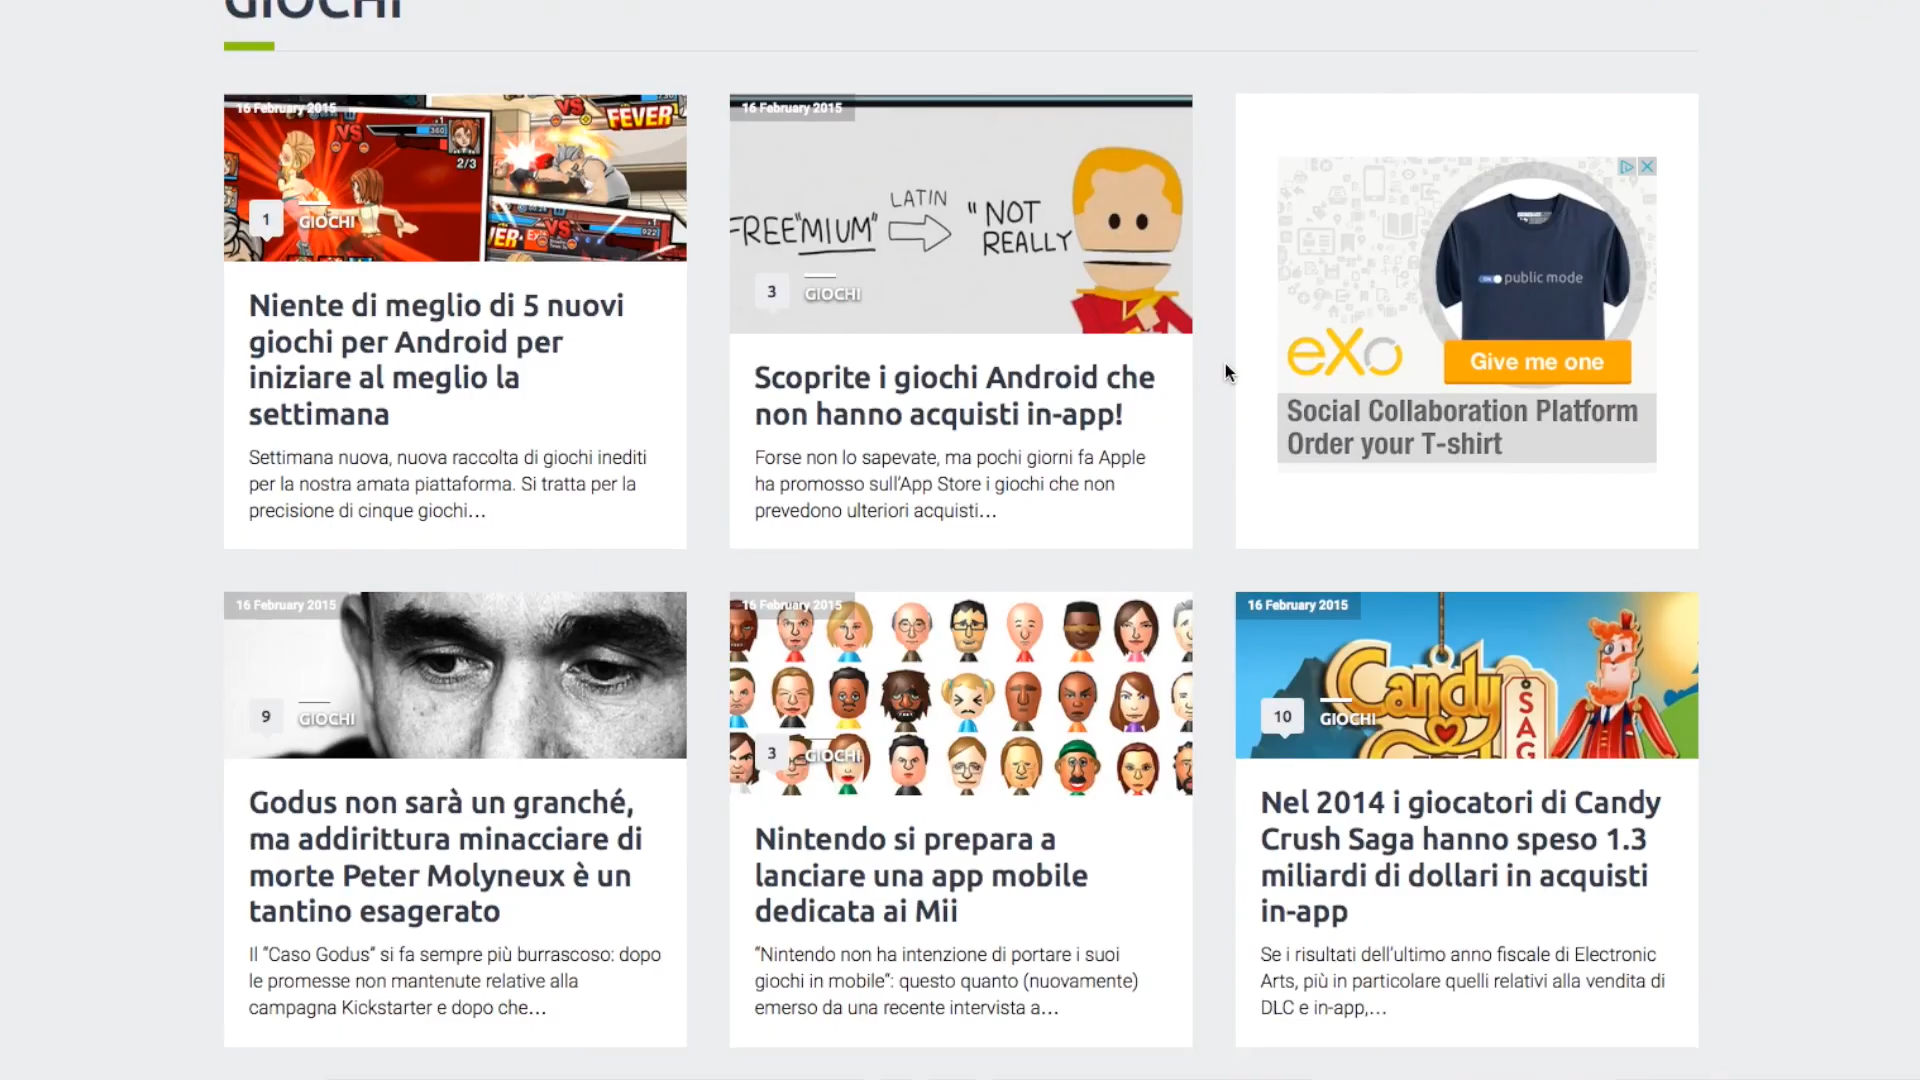 GIOCHI
16 February 2015
VS
FEVER
VS
360
2/3
1
GIOCHI
VS
922
Niente di meglio di 5 nuovi
giochi per Android per
iniziare al meglio la
settimana
Settimana nuova, nuova raccolta di giochi inediti
per la nostra amata piattaforma. Si tratta per la
precisione di cinque giochi…
16 February 2015
FREE"MIUM"
LATIN
"NOT
REALLY
3
GIOCHI
Scoprite i giochi Android che
non hanno acquisti in-app!
Forse non lo sapevate, ma pochi giorni fa Apple
ha promosso sull'App Store i giochi che non
prevedono ulteriori acquisti…
public mode
eXo
Give me one
Social Collaboration Platform
Order your T-shirt
16 February 2015
9
GIOCHI
Godus non sarà un granché,
ma addirittura minacciare di
morte Peter Molyneux è un
tantino esagerato
Il "Caso Godus" si fa sempre più burrascoso: dopo
le promesse non mantenute relative alla
campagna Kickstarter e dopo che…
16 February 2015
3
GIOCHI
Nintendo si prepara a
lanciare una app mobile
dedicata ai Mii
"Nintendo non ha intenzione di portare i suoi
giochi in mobile": questo quanto (nuovamente)
emerso da una recente intervista a…
16 February 2015
Candy
SAG
10
GIOCHI
Nel 2014 i giocatori di Candy
Crush Saga hanno speso 1.3
miliardi di dollari in acquisti
in-app
Se i risultati dell'ultimo anno fiscale di Electronic
Arts, più in particolare quelli relativi alla vendita di
DLC e in-app,…